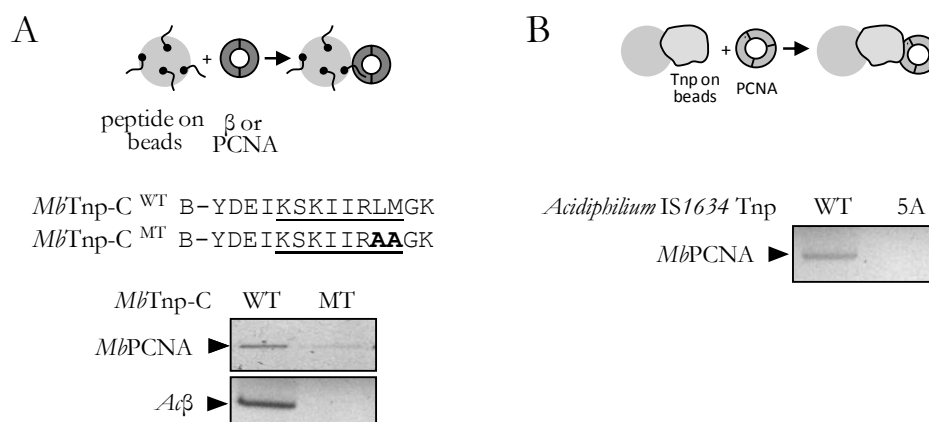 A
+
peptide on
beads
β or
PCNA
MbTnp-C WT B-YDEIKSKIIRLMGK
MbTnp-C MT B-YDEIKSKIIRAAGK
MbTnp-C WT MT
MbPCNA
Acβ
B
+
Tnp on
beads
PCNA
Acidiphilium IS1634 Tnp WT 5A
MbPCNA